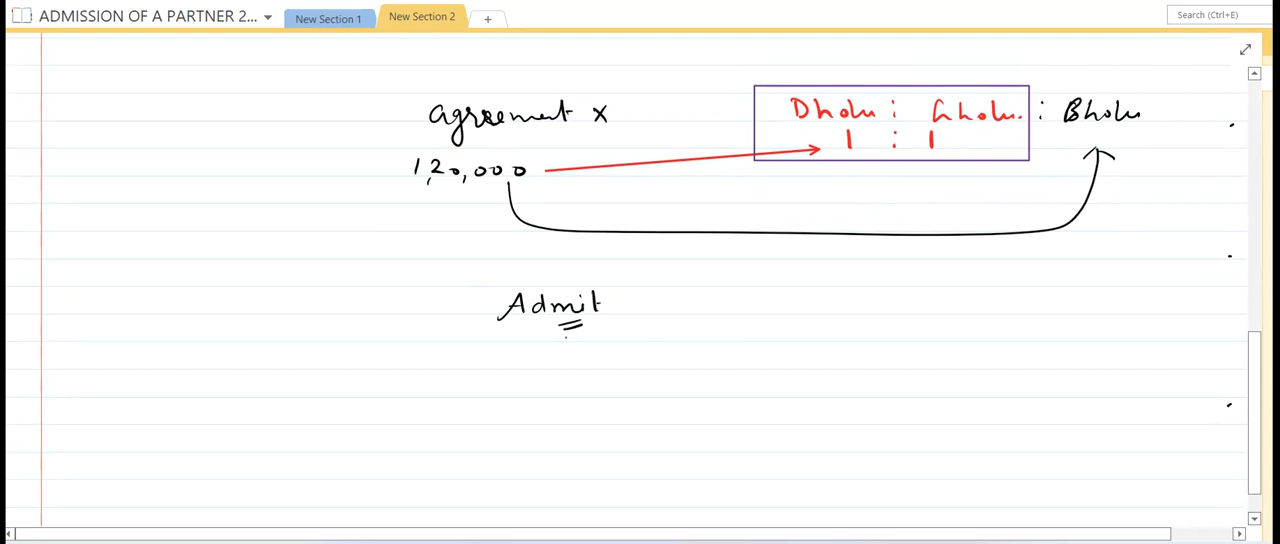 ADMISSION OF A PARTNER 2...
New Section 1
New Section 2
+
Search (Ctrl+E)
agreement x
Dholu : Gholu. : Bholu
1 : 1
1,20,000
Admit